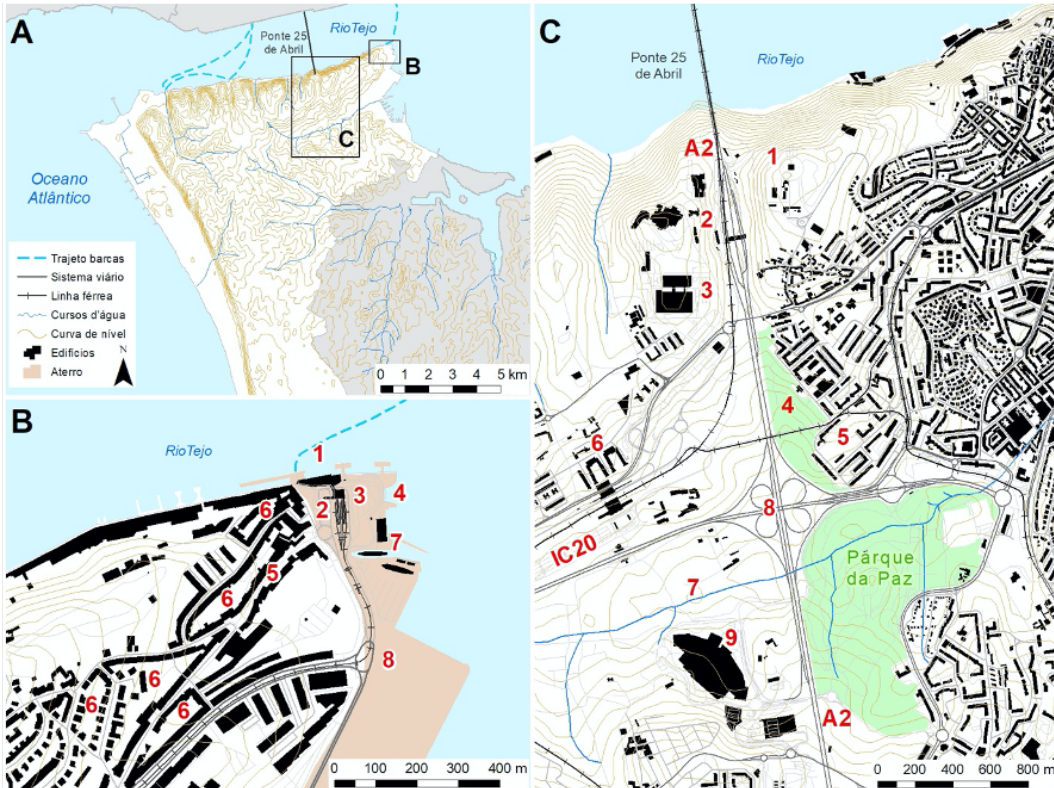 A
RioTejo
Ponte 25
de Abril
B
C
Oceano
Atlântico
Trajeto barcas
Sistema viário
Linha férrea
Cursos d'água
Curva de nível
Edifícios
N
Aterro
0 1 2 3 4 5 km
B
RioTejo
1
2
3
4
5
6
6
6
6
6
7
8
0 100 200 300 400 m
C
Ponte 25
de Abril
RioTejo
A2
1
2
3
4
5
6
8
IC20
7
Párque
da Paz
9
A2
0 200 400 600 800 m